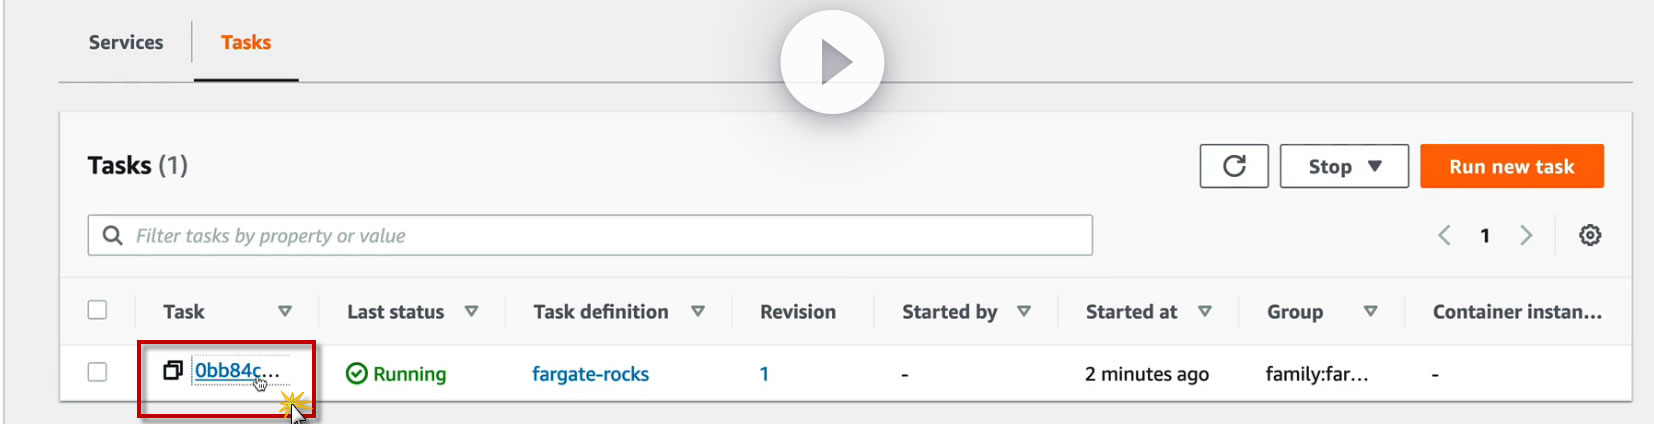 Services Tasks
Tasks (1)
Stop Run new task
Filter tasks by property or value
1
Task Last status Task definition Revision Started by Started at Group Container instan...
0bb84c... Running fargate-rocks 1 - 2 minutes ago family:far... -